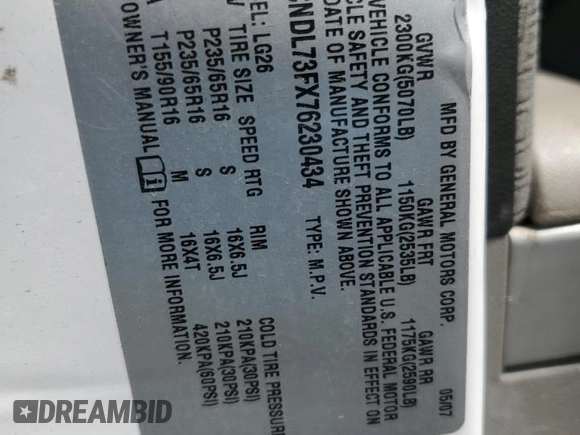 MFD BY GENERAL MOTORS CORP. 05/07
GVWR GAWR FRT GAWR RR
2300KG(5070LB) 1150KG(2535LB) 1175KG(2590LB)
VEHICLE CONFORMS TO ALL APPLICABLE U.S. FEDERAL MOTOR
CLE SAFETY AND THEFT PREVENTION STANDARDS IN EFFECT ON
DATE OF MANUFACTURE SHOWN ABOVE.
CNDL73FX76230434 TYPE: M.P.V.
DEL: LG26
TIRE SIZE SPEED RTG RIM COLD TIRE PRESSURE
P235/65R16 S 16X6.5J 210KPA(30PSI)
P235/65R16 S 16X6.5J 210KPA(30PSI)
T155/90R16 M 16X4T 420KPA(60PSI)
OWNER'S MANUAL FOR MORE INFORMATION.
DREAMBID